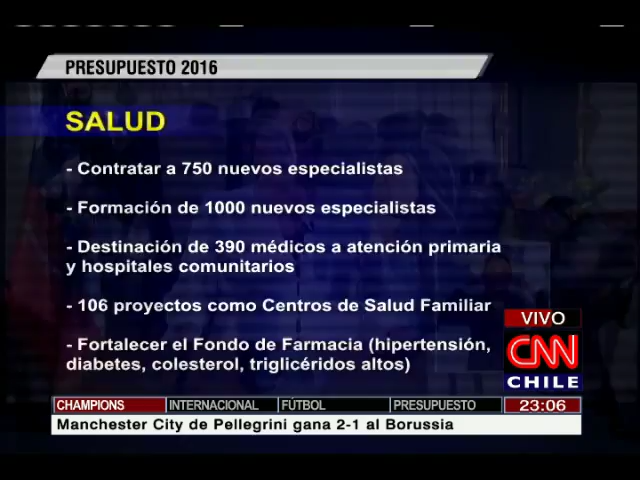 PRESUPUESTO 2016
SALUD
- Contratar a 750 nuevos especialistas
- Formación de 1000 nuevos especialistas
- Destinación de 390 médicos a atención primaria
y hospitales comunitarios
- 106 proyectos como Centros de Salud Familiar
- Fortalecer el Fondo de Farmacia (hipertensión,
diabetes, colesterol, triglicéridos altos)
VIVO
CNN
CHILE
CHAMPIONS INTERNACIONAL FÚTBOL PRESUPUESTO 23:06
Manchester City de Pellegrini gana 2-1 al Borussia